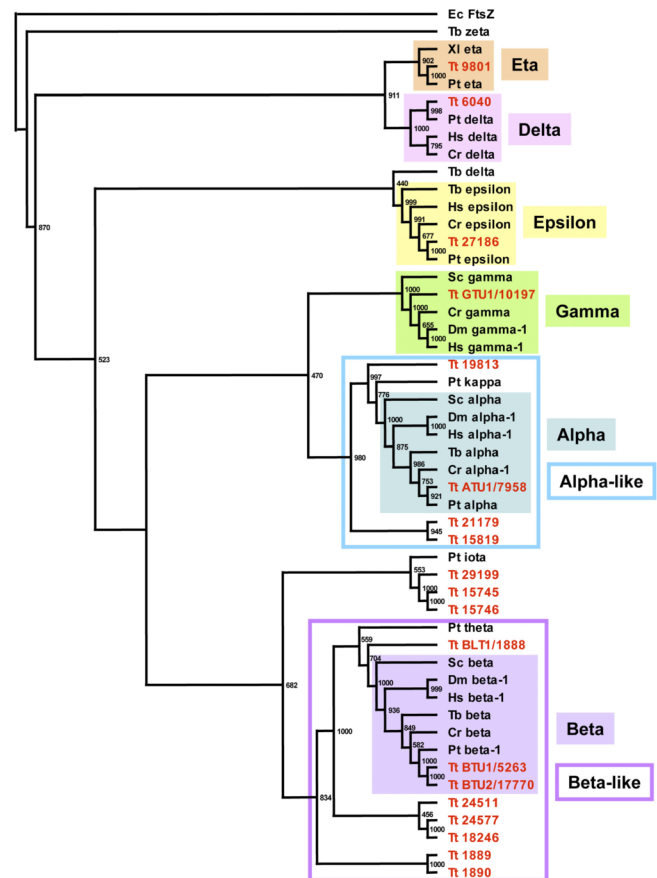 Ec FtsZ
Tb zeta
Xl eta
902
Tt 9801
Eta
1000
Pt eta
911
Tt 6040
998
Pt delta
1000
Delta
Hs delta
795
Cr delta
Tb delta
440
Tb epsilon
999
Hs epsilon
991
Cr epsilon
Epsilon
870
677
Tt 27186
1000
Pt epsilon
Sc gamma
1000
Tt GTU1/10197
1000
Cr gamma
Gamma
655
Dm gamma-1
1000
Hs gamma-1
523
470
Tt 19813
997
Pt kappa
776
Sc alpha
1000
Dm alpha-1
1000
Hs alpha-1
Alpha
875
Tb alpha
980
986
Cr alpha-1
753
Tt ATU1/7958
Alpha-like
921
Pt alpha
Tt 21179
945
Tt 15819
Pt iota
553
Tt 29199
1000
Tt 15745
1000
Tt 15746
Pt theta
559
Tt BLT1/1888
704
Sc beta
682
1000
Dm beta-1
999
Hs beta-1
936
Tb beta
1000
849
Cr beta
Beta
582
Pt beta-1
1000
Tt BTU1/5263
1000
Tt BTU2/17770
Beta-like
834
Tt 24511
456
Tt 24577
1000
Tt 18246
Tt 1889
1000
Tt 1890